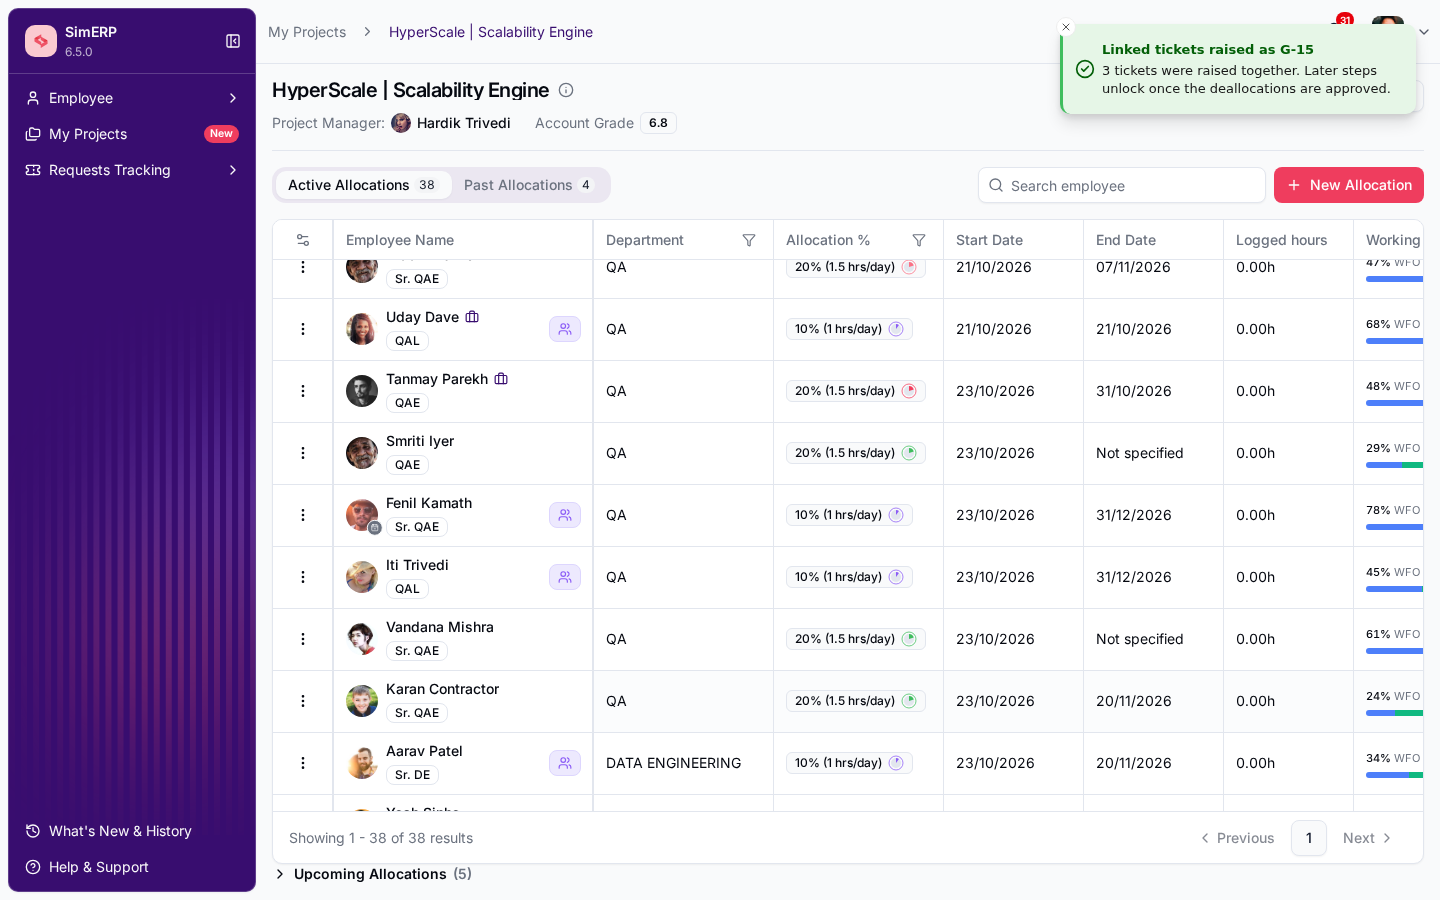 SimERP
6.5.0
Employee
My Projects
New
Requests Tracking
What's New & History
Help & Support
My Projects
HyperScale | Scalability Engine
31
Linked tickets raised as G-15
3 tickets were raised together. Later steps
unlock once the deallocations are approved.
HyperScale | Scalability Engine
Project Manager: Hardik Trivedi Account Grade 6.8
Active Allocations 38 Past Allocations 4
Search employee
New Allocation
Employee Name Department Allocation % Start Date End Date Logged hours Working
Sr. QAE QA 20% (1.5 hrs/day) 21/10/2026 07/11/2026 0.00h 47% WFO
Uday Dave
QAL QA 10% (1 hrs/day) 21/10/2026 21/10/2026 0.00h 68% WFO
Tanmay Parekh
QAE QA 20% (1.5 hrs/day) 23/10/2026 31/10/2026 0.00h 48% WFO
Smriti Iyer
QAE QA 20% (1.5 hrs/day) 23/10/2026 Not specified 0.00h 29% WFO
Fenil Kamath
Sr. QAE QA 10% (1 hrs/day) 23/10/2026 31/12/2026 0.00h 78% WFO
Iti Trivedi
QAL QA 10% (1 hrs/day) 23/10/2026 31/12/2026 0.00h 45% WFO
Vandana Mishra
Sr. QAE QA 20% (1.5 hrs/day) 23/10/2026 Not specified 0.00h 61% WFO
Karan Contractor
Sr. QAE QA 20% (1.5 hrs/day) 23/10/2026 20/11/2026 0.00h 24% WFO
Aarav Patel
Sr. DE DATA ENGINEERING 10% (1 hrs/day) 23/10/2026 20/11/2026 0.00h 34% WFO
Showing 1 - 38 of 38 results
Previous 1 Next
Upcoming Allocations (5)